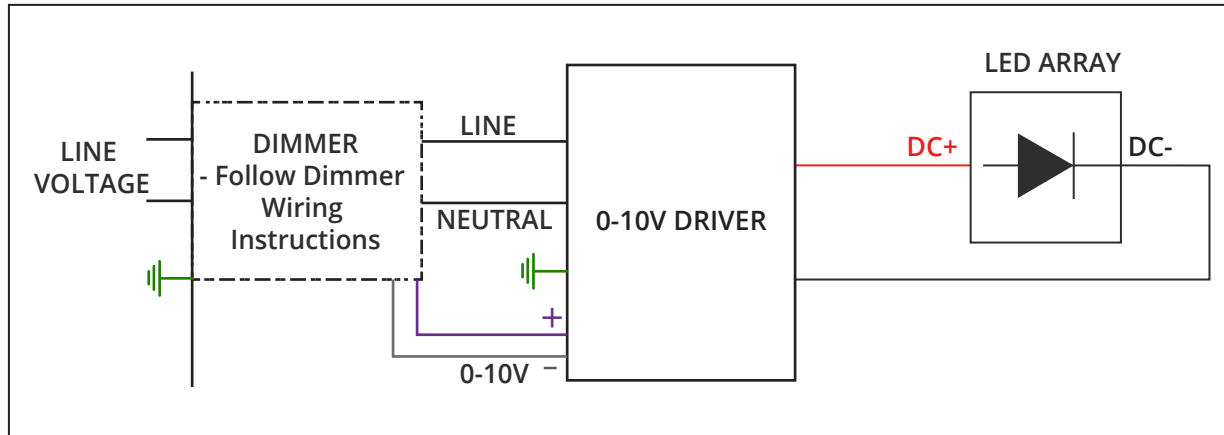 LINE
VOLTAGE
DIMMER
- Follow Dimmer
Wiring
Instructions
LINE
NEUTRAL
+
0-10V –
0-10V DRIVER
LED ARRAY
DC+
DC-